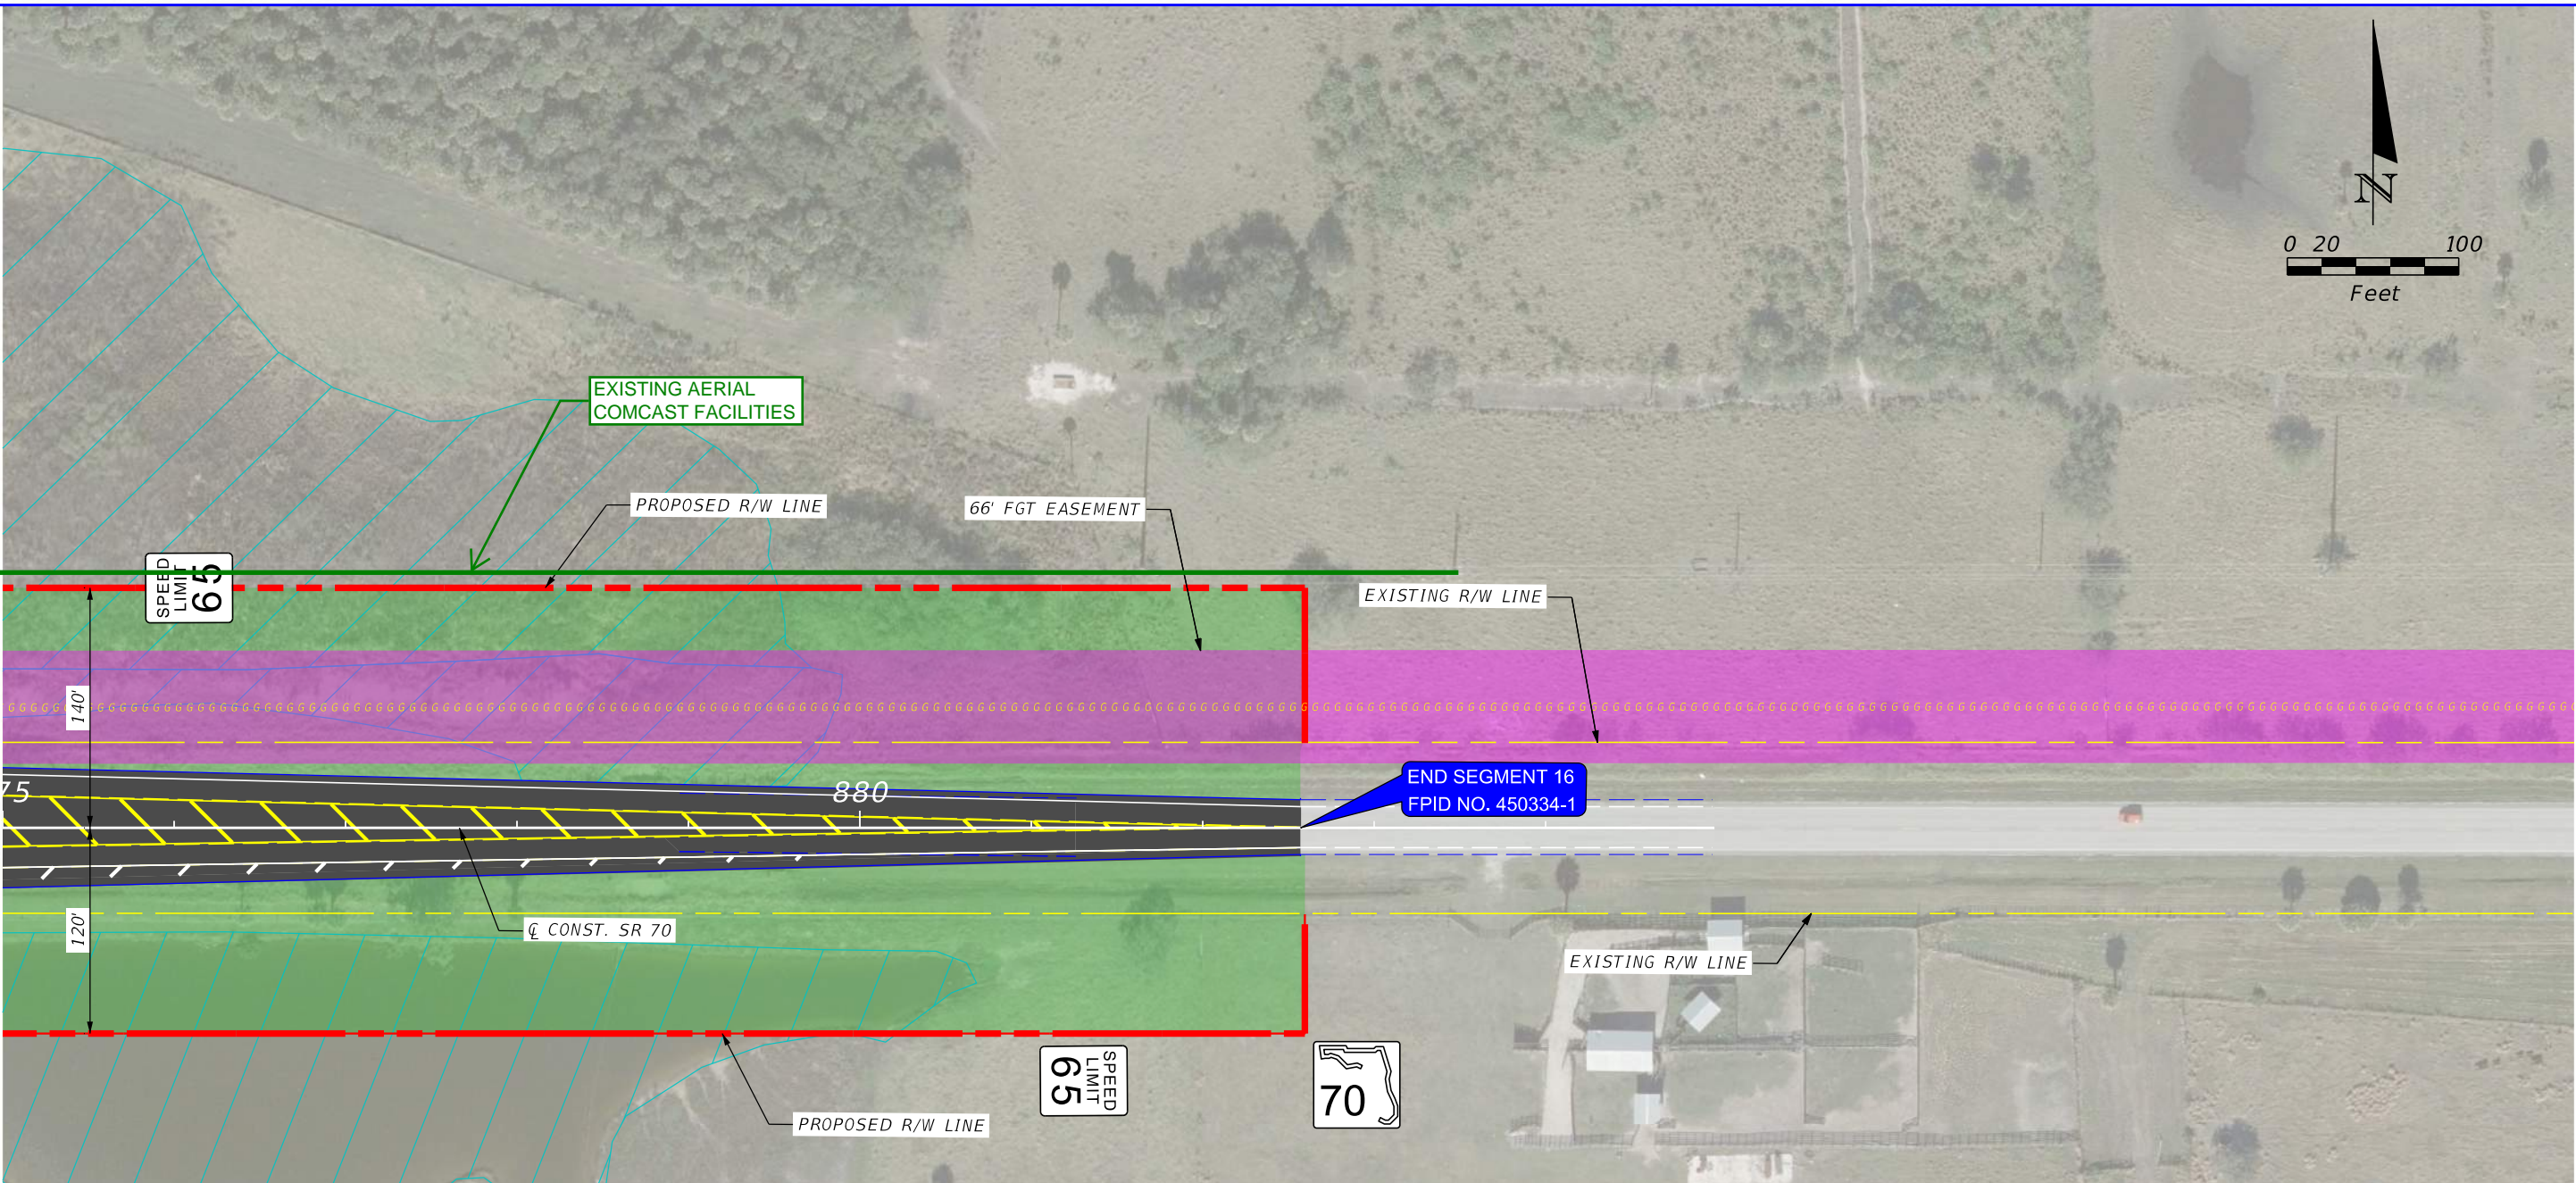 N
0 20 100
Feet
EXISTING AERIAL
COMCAST FACILITIES
PROPOSED R/W LINE
66' FGT EASEMENT
SPEED
LIMIT
65
EXISTING R/W LINE
140'
GGGGGGGGGGGGGGGGGGGGGGGGGGGGGGGGGGGGGGGGGGGGGGGGGGGGGGGGGGGGGGGGGGGGGGGGGGGGGGGGGGGGGGGGGGGGGGGGGGGGGGGGGGGGGGGGGGGGGGGGGGGGGGGGGGGGGGGGGGGGGGGGGGGGGGGGGGGGGGGGGGGGGGGGGGGGGGGGGGGGGGGGGGGGGGGGGGGGGGGGGGGGGGGGGGGGGGGG
75
880
END SEGMENT 16
FPID NO. 450334-1
120'
℄ CONST. SR 70
EXISTING R/W LINE
SPEED
LIMIT
65
70
PROPOSED R/W LINE